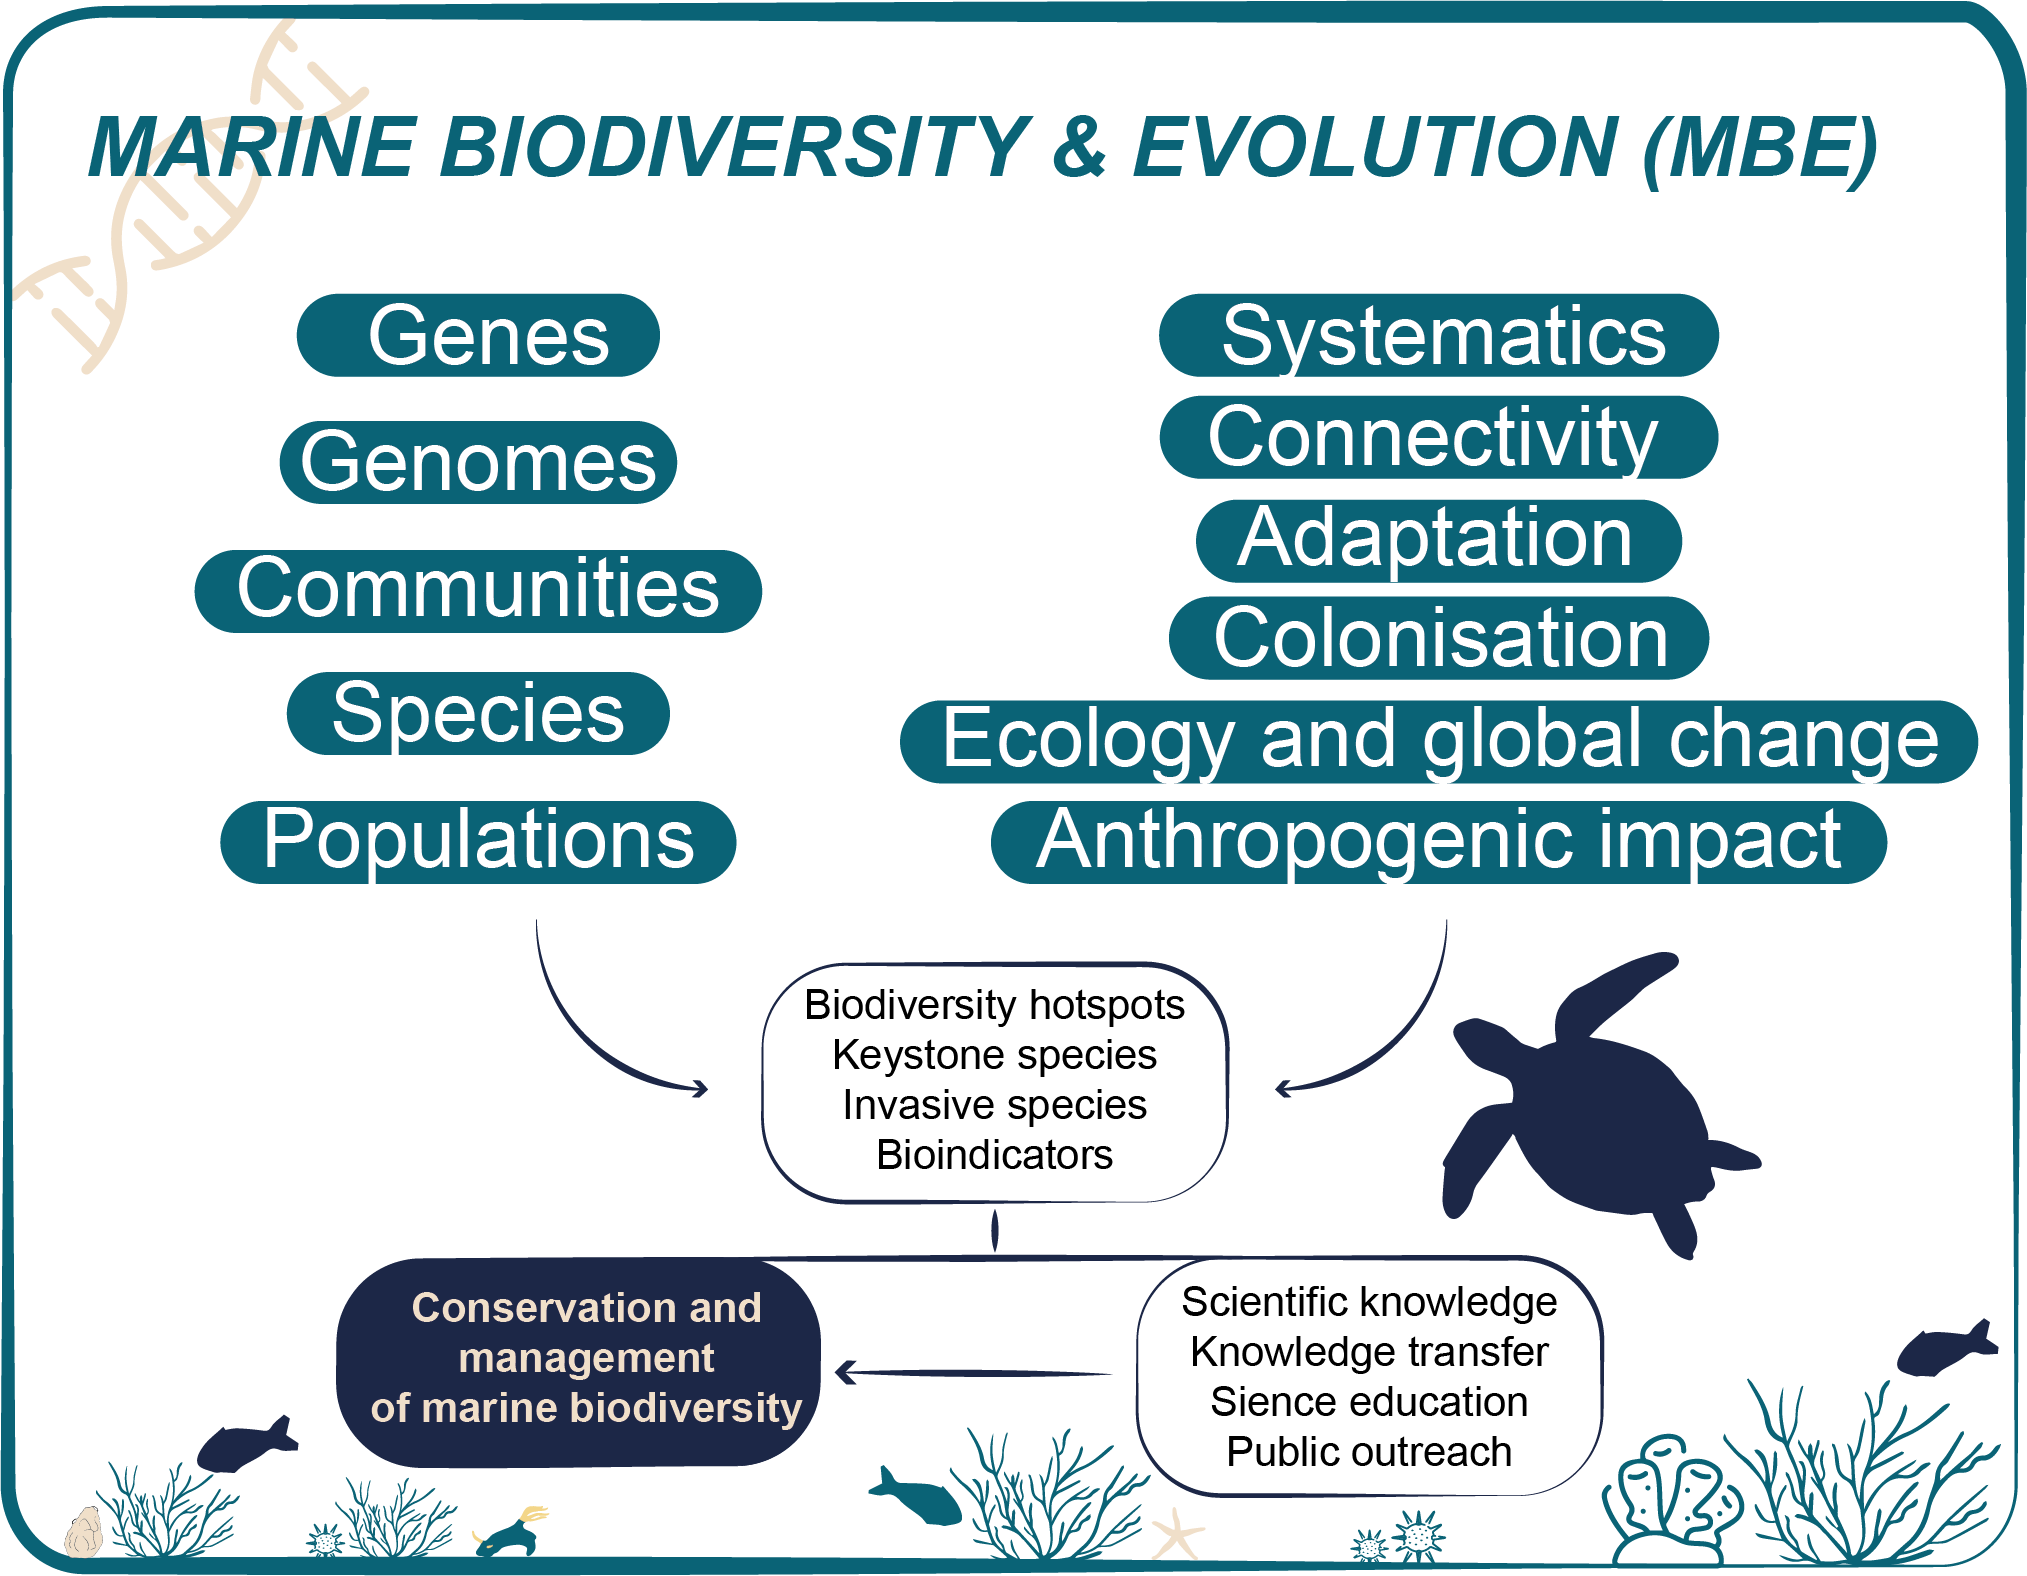 MARINE BIODIVERSITY & EVOLUTION (MBE)
Genes
Genomes
Communities
Species
Populations
Systematics
Connectivity
Adaptation
Colonisation
Ecology and global change
Anthropogenic impact
Biodiversity hotspots
Keystone species
Invasive species
Bioindicators
Conservation and
management
of marine biodiversity
Scientific knowledge
Knowledge transfer
Sience education
Public outreach